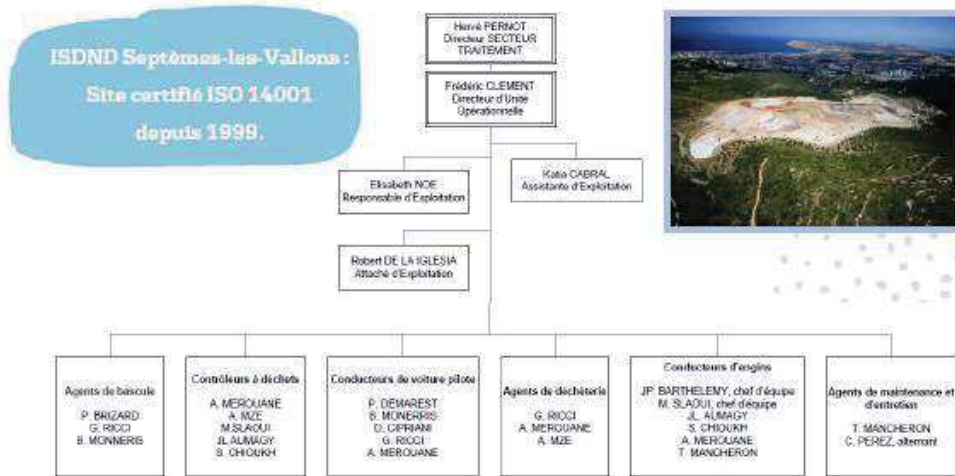 ISDND Septèmes-les-Vallons :
Site certifié ISO 14001
depuis 1999.
Hervé PERNOT
Directeur SECTEUR
TRAITEMENT
Frédéric CLEMENT
Directeur d'Unité
Opérationnelle
Elisabeth NOE
Responsable d'Exploitation
Katia CABRAL
Assistante d'Exploitation
Robert DE LA IGLESIA
Attaché d'Exploitation
Agents de bascule
P. BRIZARD
G. RICCI
B. MONNERIS
Contrôleurs à déchets
A. MEROUANE
A. MZE
M.SLAOUI
JL AUMAGY
S. CHIOUKH
Conducteurs de voiture pilote
P. DEMAREST
B. MONERRIS
D. CIPRIANI
G. RICCI
A. MEROUANE
Agents de déchèterie
G. RICCI
A. MEROUANE
A. MZE
Conducteurs d'engins
JP. BARTHELEMY, chef d'équipe
M. SLAOUI, chef d'équipe
JL. AUMAGY
S. CHIOUKH
A. MEROUANE
T. MANCHERON
Agents de maintenance et
d'entretien
T. MANCHERON
C. PEREZ, alternant